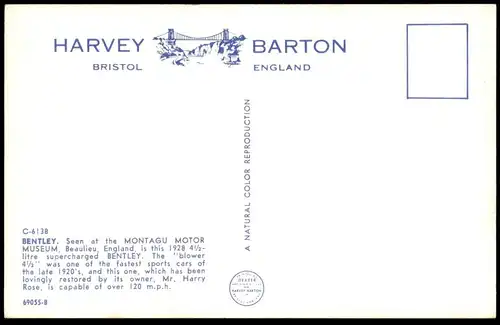 HARVEY BARTON
BRISTOL ENGLAND
A NATURAL COLOR REPRODUCTION
C-6138
BENTLEY. Seen at the MONTAGU MOTOR
MUSEUM, Beaulieu, England, is this 1928 4½-
litre supercharged BENTLEY. The "blower
4½" was one of the fastest sports cars of
the late 1920's, and this one, which has been
lovingly restored by its owner, Mr. Harry
Rose, is capable of over 120 m.p.h.
69055-B
DEXTER
HARVEY BARTON